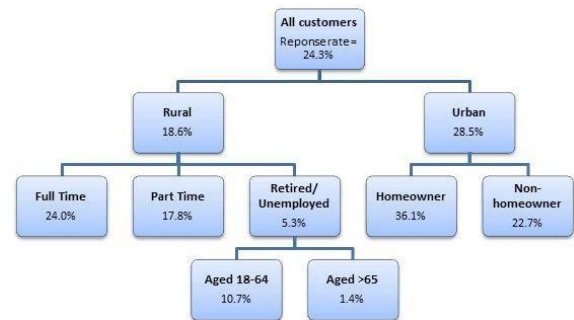 All customers
Reponserate=
24.3%
Rural
18.6%
Urban
28.5%
Full Time
24.0%
Part Time
17.8%
Retired/
Unemployed
5.3%
Homeowner
36.1%
Non-
homeowner
22.7%
Aged 18-64
10.7%
Aged >65
1.4%